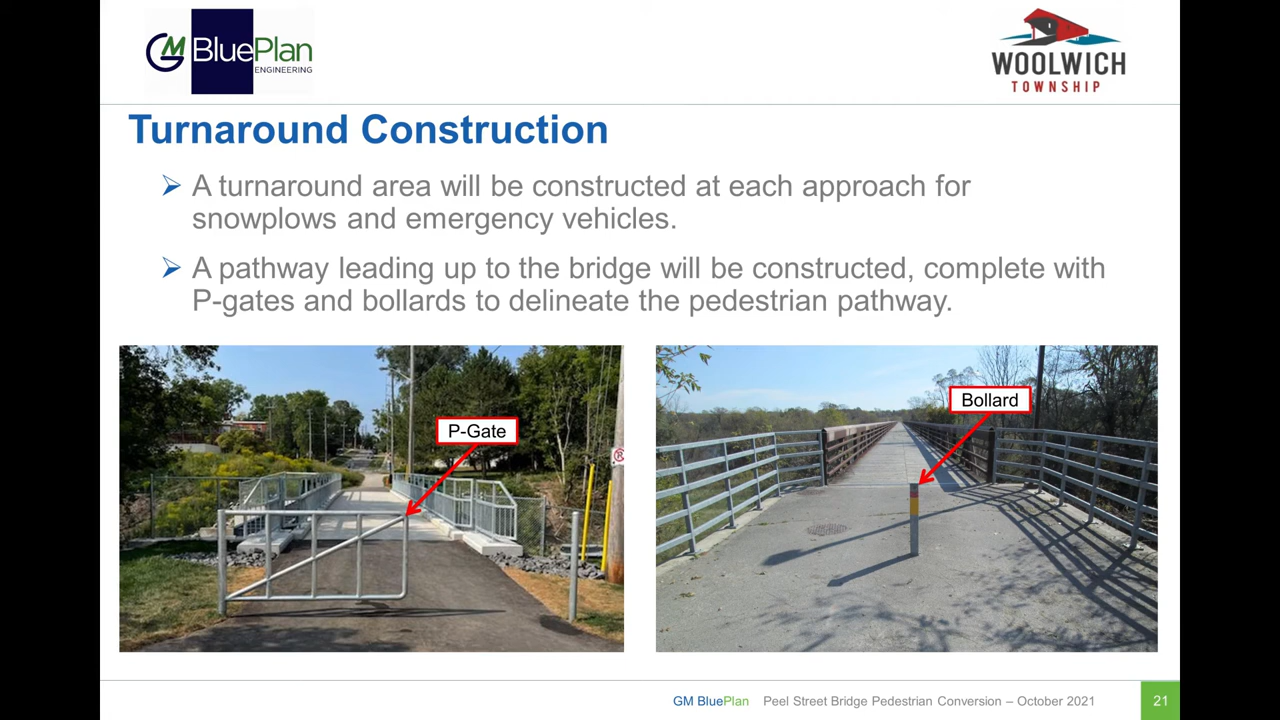 GM BluePlan
ENGINEERING
WOOLWICH
TOWNSHIP
Turnaround Construction
A turnaround area will be constructed at each approach for
snowplows and emergency vehicles.
A pathway leading up to the bridge will be constructed, complete with
P-gates and bollards to delineate the pedestrian pathway.
P-Gate
Bollard
GM BluePlan Peel Street Bridge Pedestrian Conversion – October 2021
21